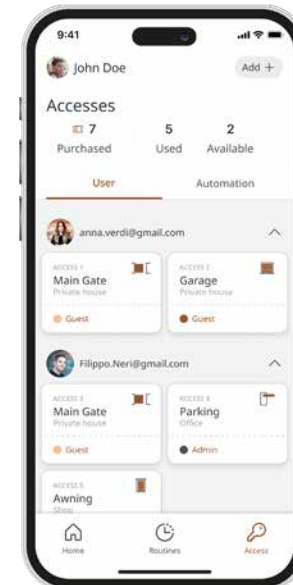 9:41
John Doe
Add +
Accesses
7 5 2
Purchased Used Available
User Automation
anna.verdi@gmail.com
ACCESS 1 ACCESS 2
Main Gate Garage
Private house Private house
Guest Guest
Filippo.Neri@gmail.com
ACCESS 3 ACCESS 4
Main Gate Parking
Private house Office
Guest Admin
ACCESS 5
Awning
Shop
Home Routines Access